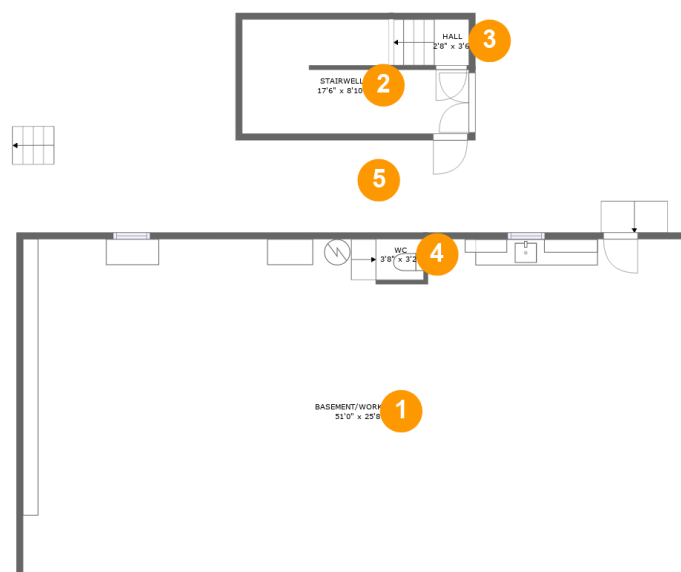 HALL
3
2'8" x 3'6
STAIRWELL
2
17'6" x 8'10
5
WC
4
3'8" x 3'2
BASEMENT/WORK
1
51'0" x 25'8